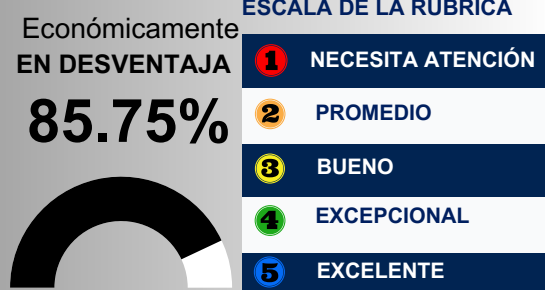 Económicamente
EN DESVENTAJA
85.75%
ESCALA DE LA RÚBRICA
1 NECESITA ATENCIÓN
2 PROMEDIO
3 BUENO
4 EXCEPCIONAL
5 EXCELENTE